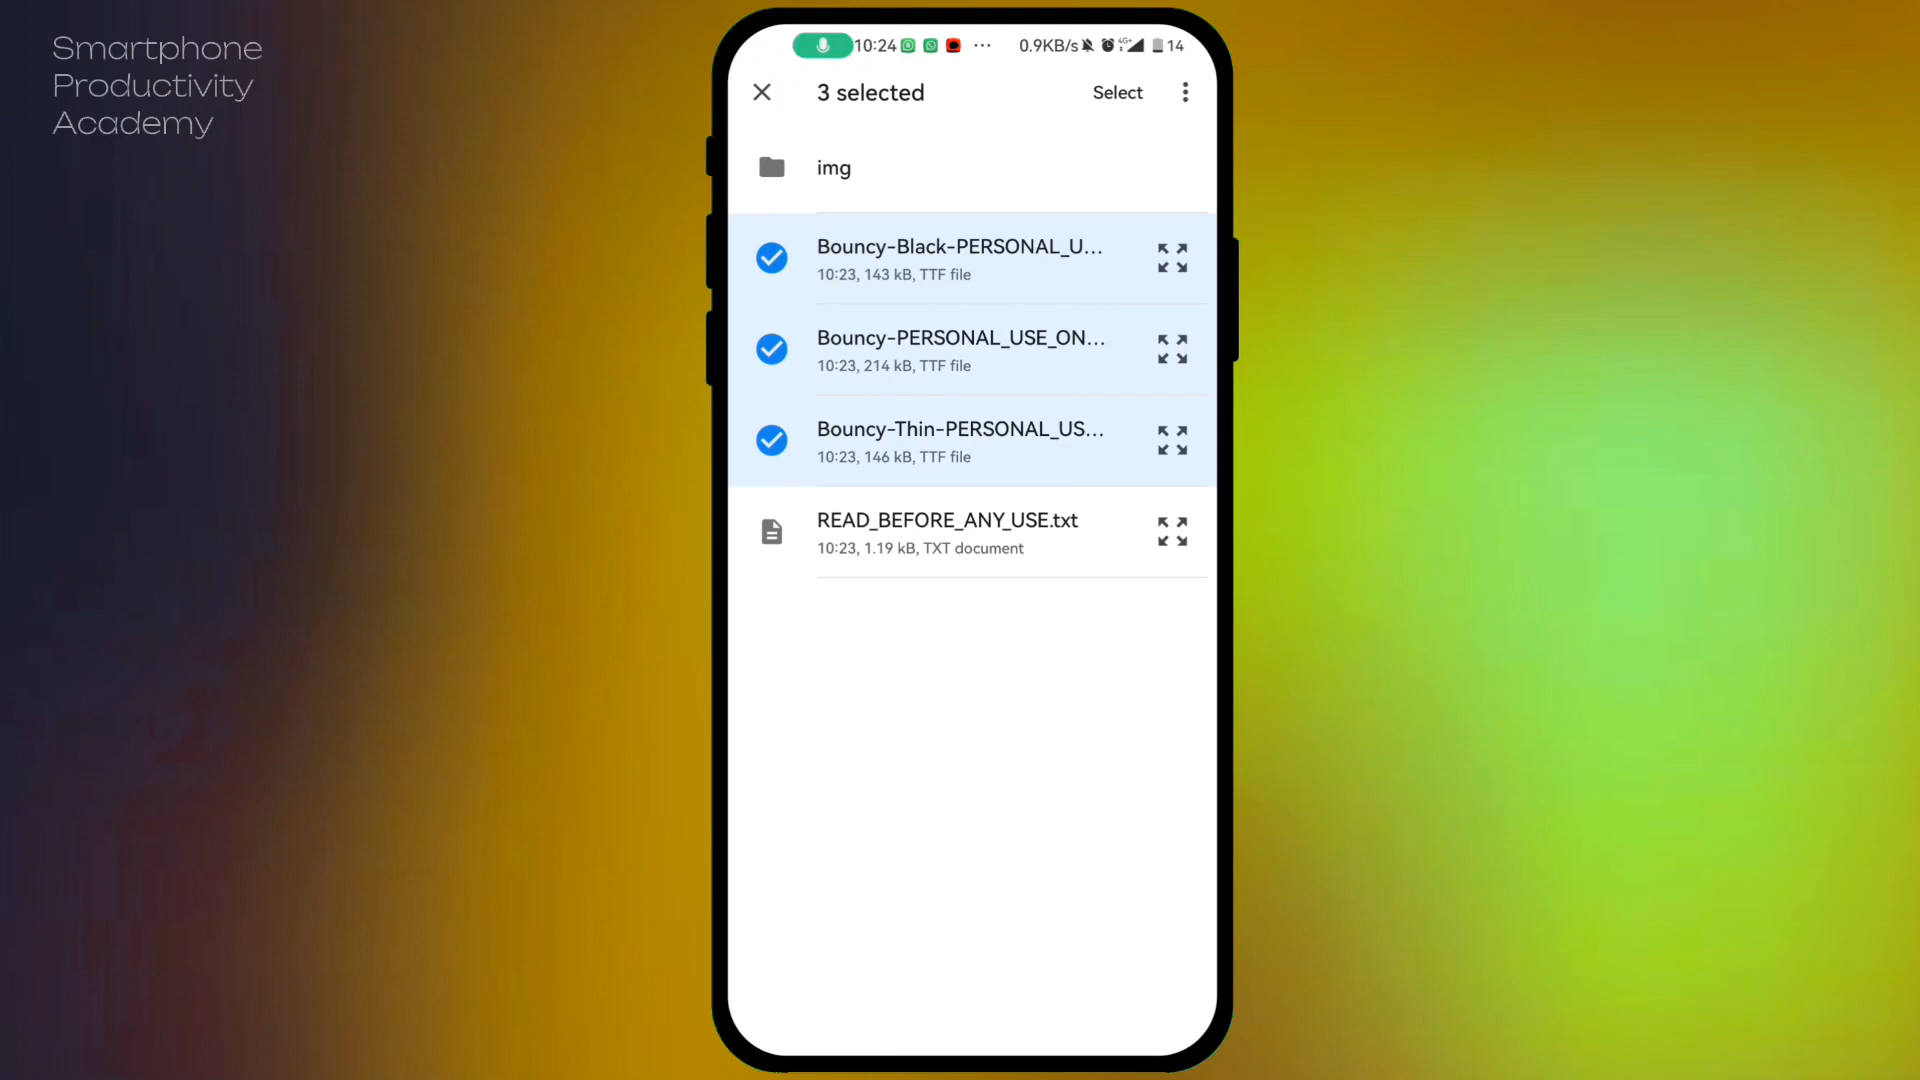 Smartphone
Productivity
Academy
10:24 ... 0.9KB/s 4G+ 14
3 selected Select
img
Bouncy-Black-PERSONAL_U...
10:23, 143 kB, TTF file
Bouncy-PERSONAL_USE_ON...
10:23, 214 kB, TTF file
Bouncy-Thin-PERSONAL_US...
10:23, 146 kB, TTF file
READ_BEFORE_ANY_USE.txt
10:23, 1.19 kB, TXT document